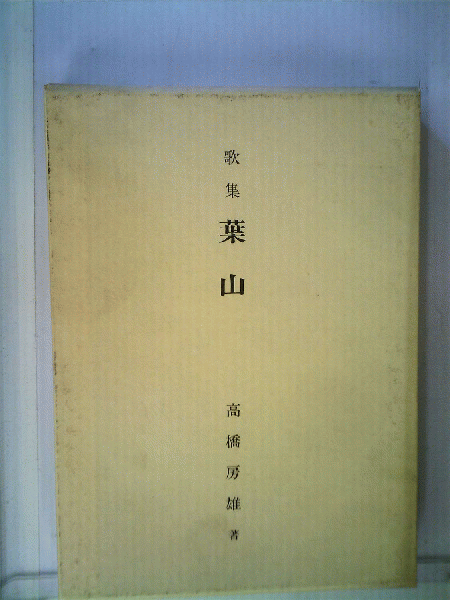 歌集
葉山
高橋房雄 著